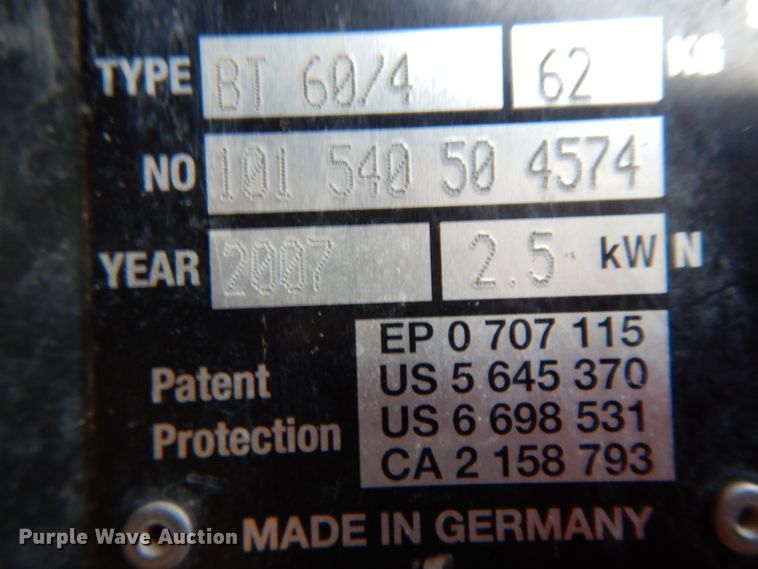 TYPE BT 60/4 62 KG
NO 101 540 50 4574
YEAR 2007 2.5 kW N
Patent Protection
EP 0 707 115
US 5 645 370
US 6 698 531
CA 2 158 793
MADE IN GERMANY
Purple Wave Auction